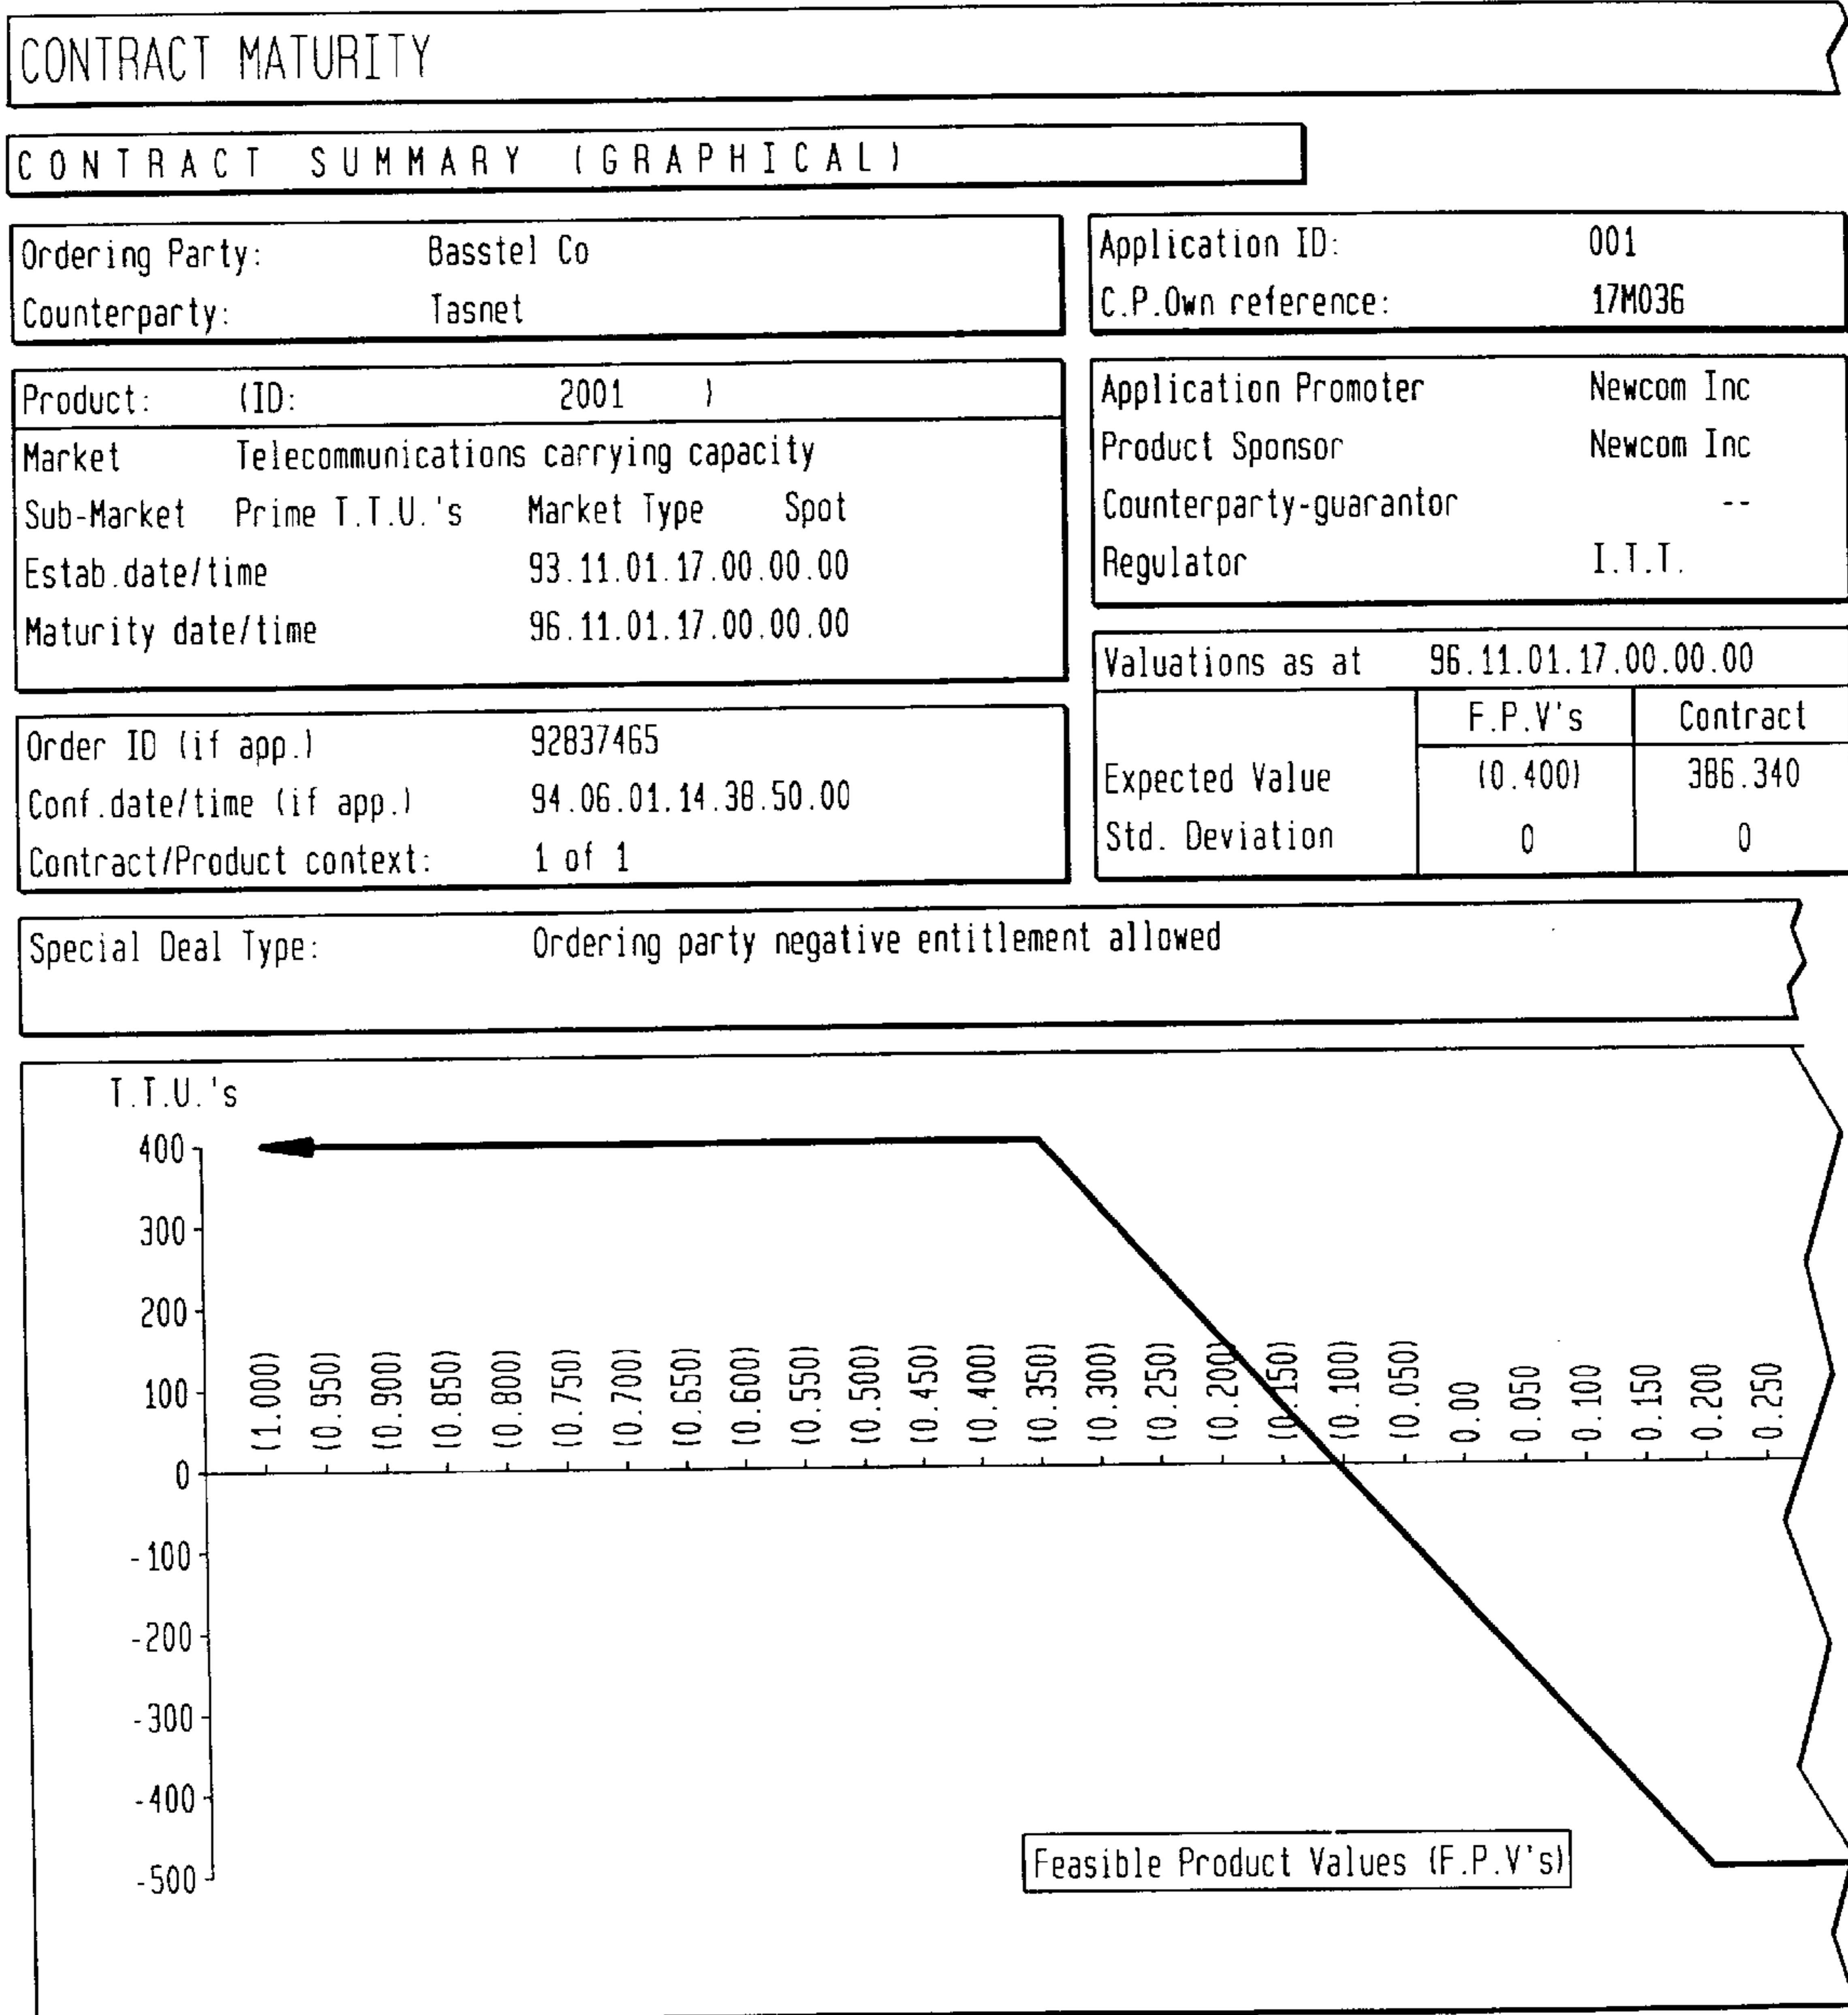 CONTRACT MATURITY
CONTRACT SUMMARY (GRAPHICAL)
Ordering Party: Basstel Co
Counterparty: Tasnet
Application ID: 001
C.P.Own reference: 17M036
Product: (ID: 2001 )
Market Telecommunications carrying capacity
Sub-Market Prime T.T.U.'s Market Type Spot
Estab.date/time 93.11.01.17.00.00.00
Maturity date/time 96.11.01.17.00.00.00
Application Promoter Newcom Inc
Product Sponsor Newcom Inc
Counterparty-guarantor --
Regulator I.T.T.
Valuations as at 96.11.01.17.00.00.00
F.P.V's Contract
Expected Value (0.400) 386.340
Std. Deviation 0 0
Order ID (if app.) 92837465
Conf.date/time (if app.) 94.06.01.14.38.50.00
Contract/Product context: 1 of 1
Special Deal Type: Ordering party negative entitlement allowed
T.T.U.'s
400
300
200
100
0
-100
-200
-300
-400
-500
(1.000) (0.950) (0.900) (0.850) (0.800) (0.750) (0.700) (0.650) (0.600) (0.550) (0.500) (0.450) (0.400) (0.350) (0.300) (0.250) (0.200) (0.150) (0.100) (0.050) 0.00 0.050 0.100 0.150 0.200 0.250
Feasible Product Values (F.P.V's)